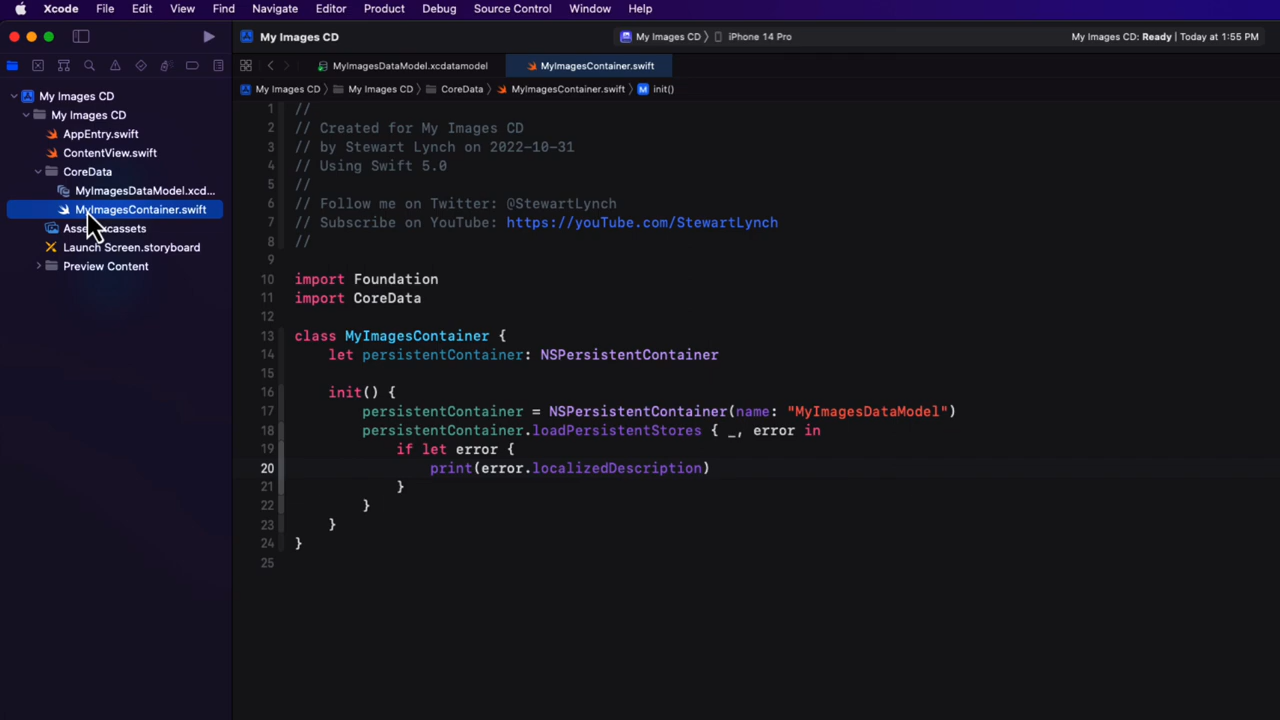 Xcode File Edit View Find Navigate Editor Product Debug Source Control Window Help
My Images CD
My Images CD ⟩ iPhone 14 Pro
My Images CD: Ready | Today at 1:55 PM
MyImagesDataModel.xcdatamodel
MyImagesContainer.swift
My Images CD ⟩ My Images CD ⟩ CoreData ⟩ MyImagesContainer.swift ⟩ M init()
My Images CD
My Images CD
AppEntry.swift
ContentView.swift
CoreData
MyImagesDataModel.xcd...
MyImagesContainer.swift
Launch Screen.storyboard
Preview Content
1 //
2 // Created for My Images CD
3 // by Stewart Lynch on 2022-10-31
4 // Using Swift 5.0
5 //
6 // Follow me on Twitter: @StewartLynch
7 // Subscribe on YouTube: https://youTube.com/StewartLynch
8 //
9
10 import Foundation
11 import CoreData
12
13 class MyImagesContainer {
14 let persistentContainer: NSPersistentContainer
15
16 init() {
17 persistentContainer = NSPersistentContainer(name: "MyImagesDataModel")
18 persistentContainer.loadPersistentStores { _, error in
19 if let error {
20 print(error.localizedDescription)
21 }
22 }
23 }
24 }
25